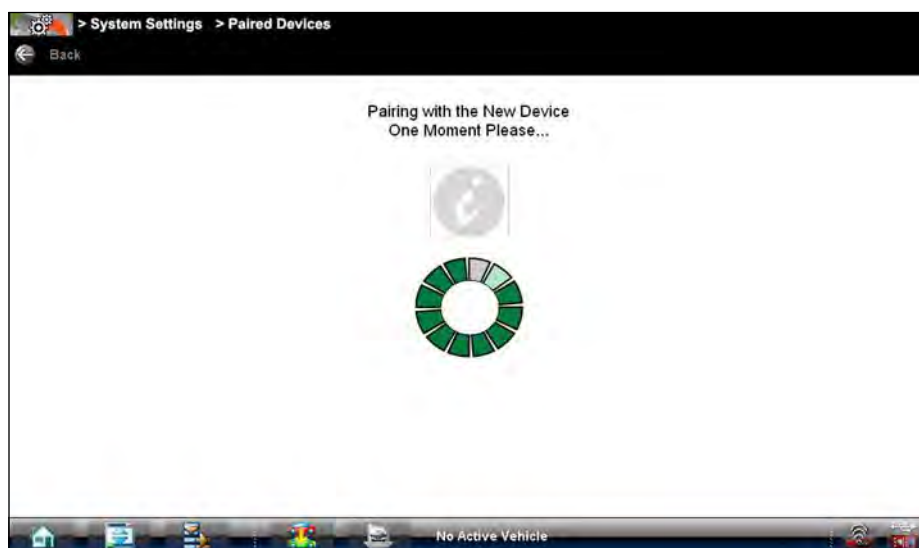 > System Settings > Paired Devices
Back
Pairing with the New Device
One Moment Please...
No Active Vehicle